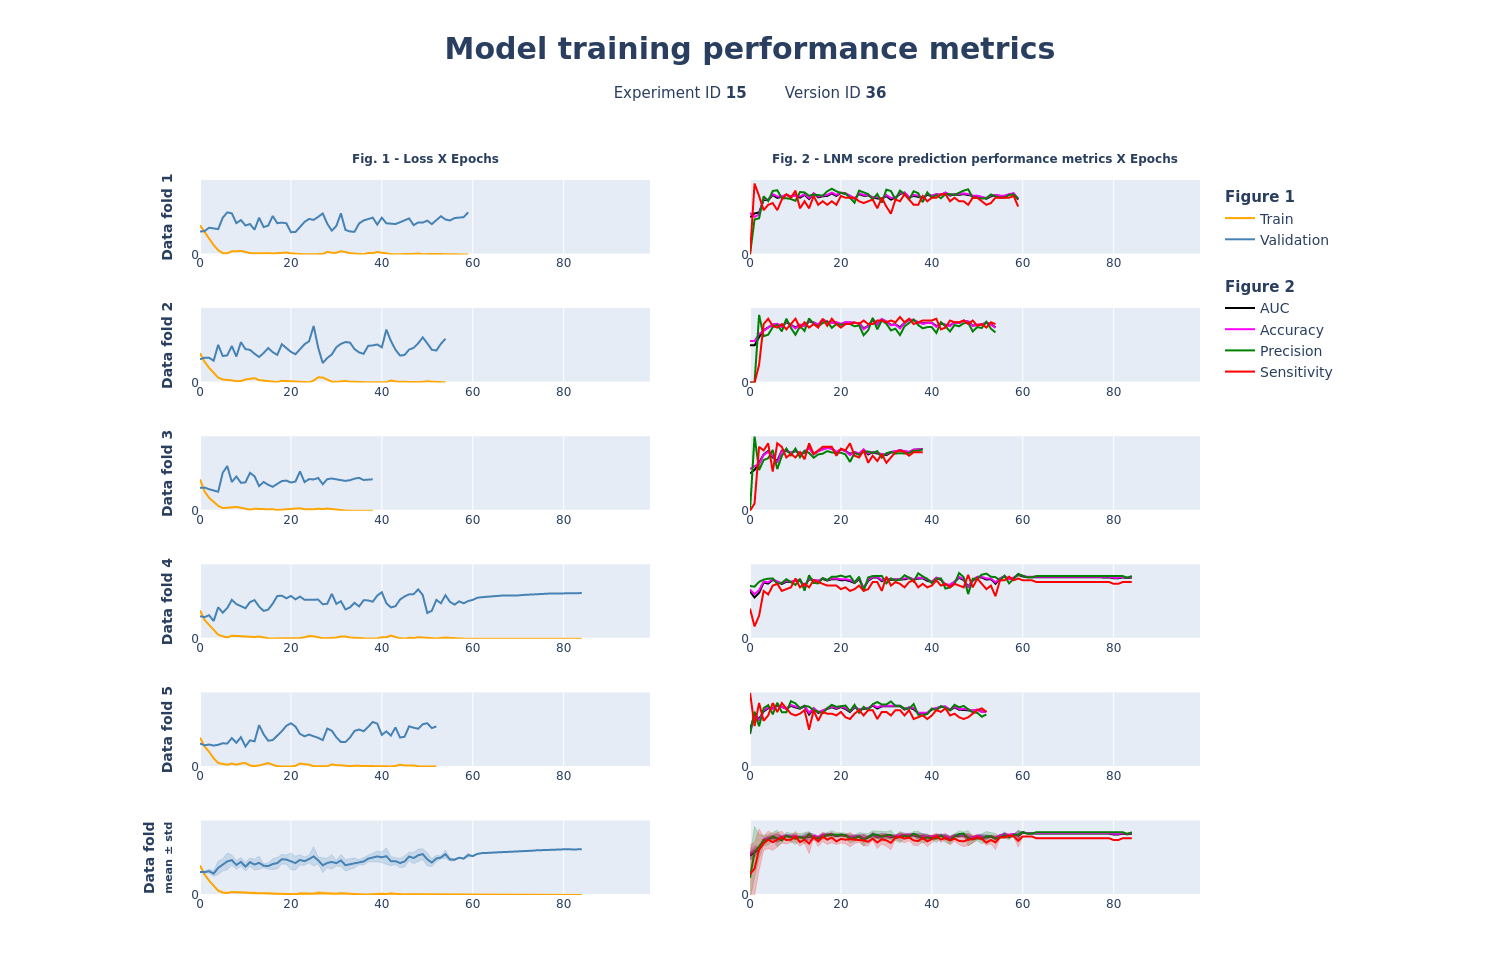 Model training performance metrics
Experiment ID 15 Version ID 36
Fig. 1 - Loss X Epochs
Fig. 2 - LNM score prediction performance metrics X Epochs
Data fold 1
0
0 20 40 60 80
0
0 20 40 60 80
Figure 1
Train
Validation
Figure 2
AUC
Accuracy
Precision
Sensitivity
Data fold 2
0
0 20 40 60 80
0
0 20 40 60 80
Data fold 3
0
0 20 40 60 80
0
0 20 40 60 80
Data fold 4
0
0 20 40 60 80
0
0 20 40 60 80
Data fold 5
0
0 20 40 60 80
0
0 20 40 60 80
Data fold
mean ± std
0
0 20 40 60 80
0
0 20 40 60 80